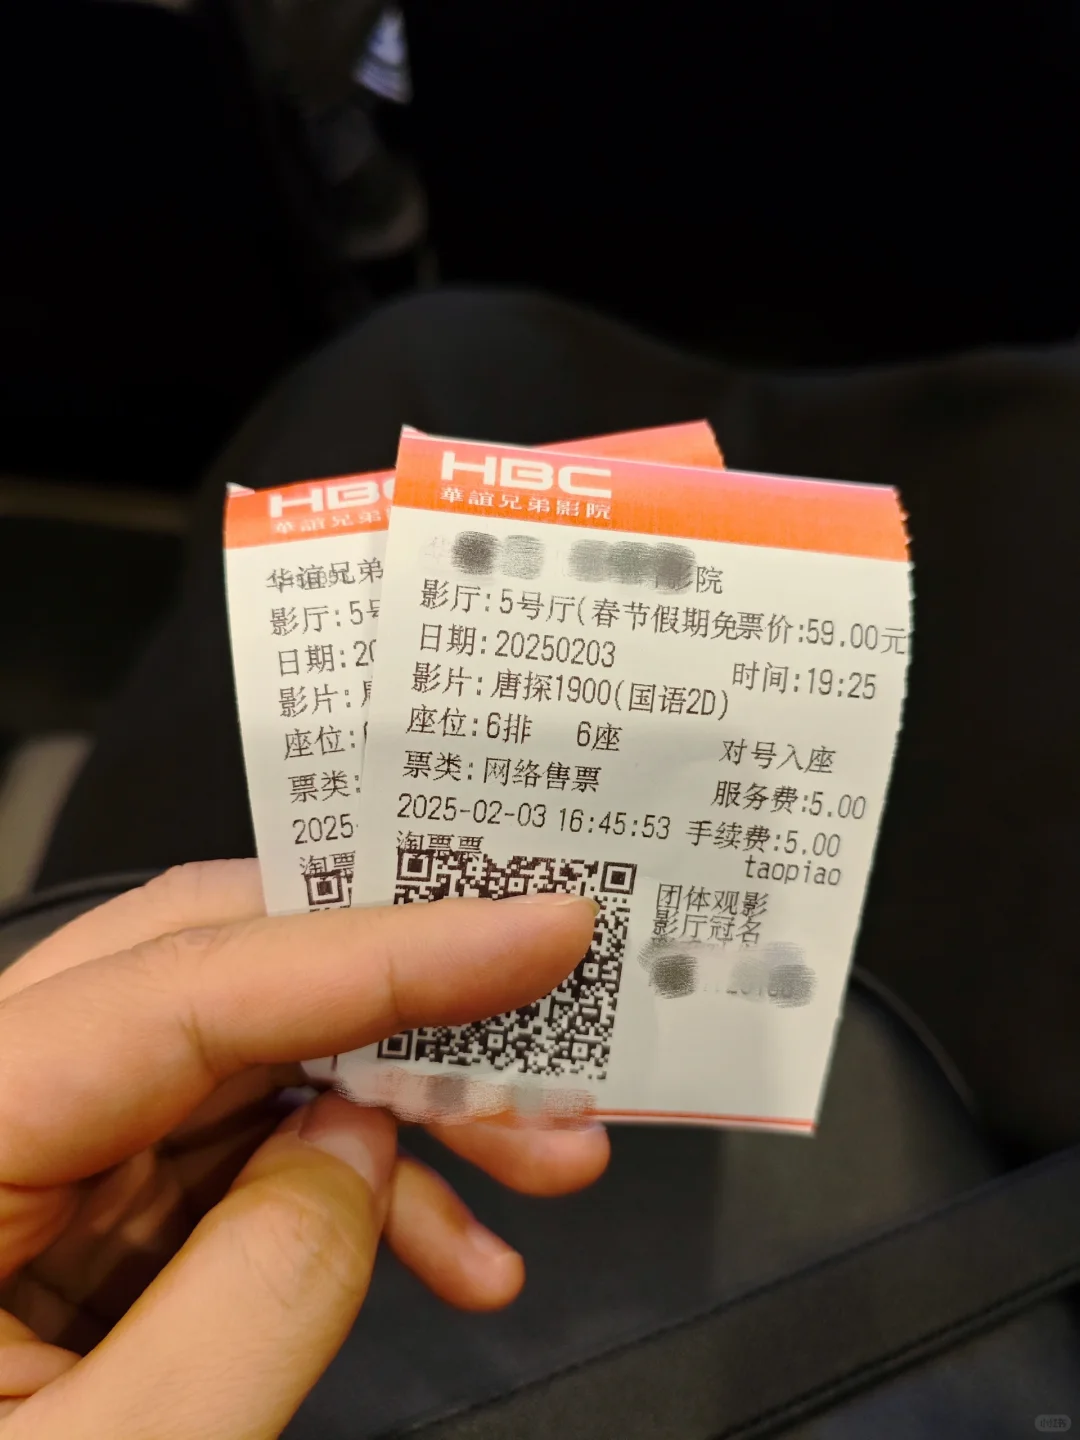 HBC
華誼兄弟影院
影院
影厅:5号厅(春节假期免票价:59.00元
日期:20250203
时间:19:25
影片:唐探1900(国语2D)
座位:6排 6座
对号入座
票类:网络售票
服务费:5.00
2025-02-03 16:45:53
手续费:5.00
淘票票
taopiao
团体观影
影厅冠名
HBC
華誼兄弟
华谊兄弟
影厅:5号
日期:20
影片:
座位:
票类:
2025-
淘票
小红书